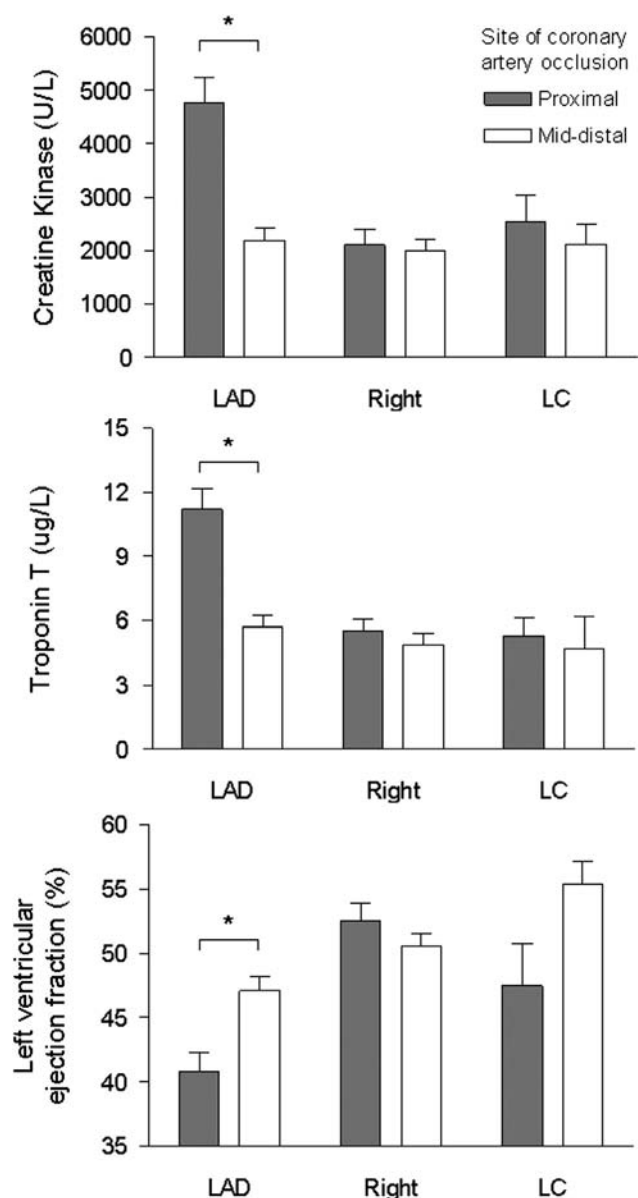 Creatine Kinase (U/L)
6000
5000
4000
3000
2000
1000
0
*
Site of coronary
artery occlusion
Proximal
Mid-distal
LAD Right LC
Troponin T (ug/L)
15
12
9
6
3
0
*
LAD Right LC
Left ventricular
ejection fraction (%)
60
55
50
45
40
35
*
LAD Right LC